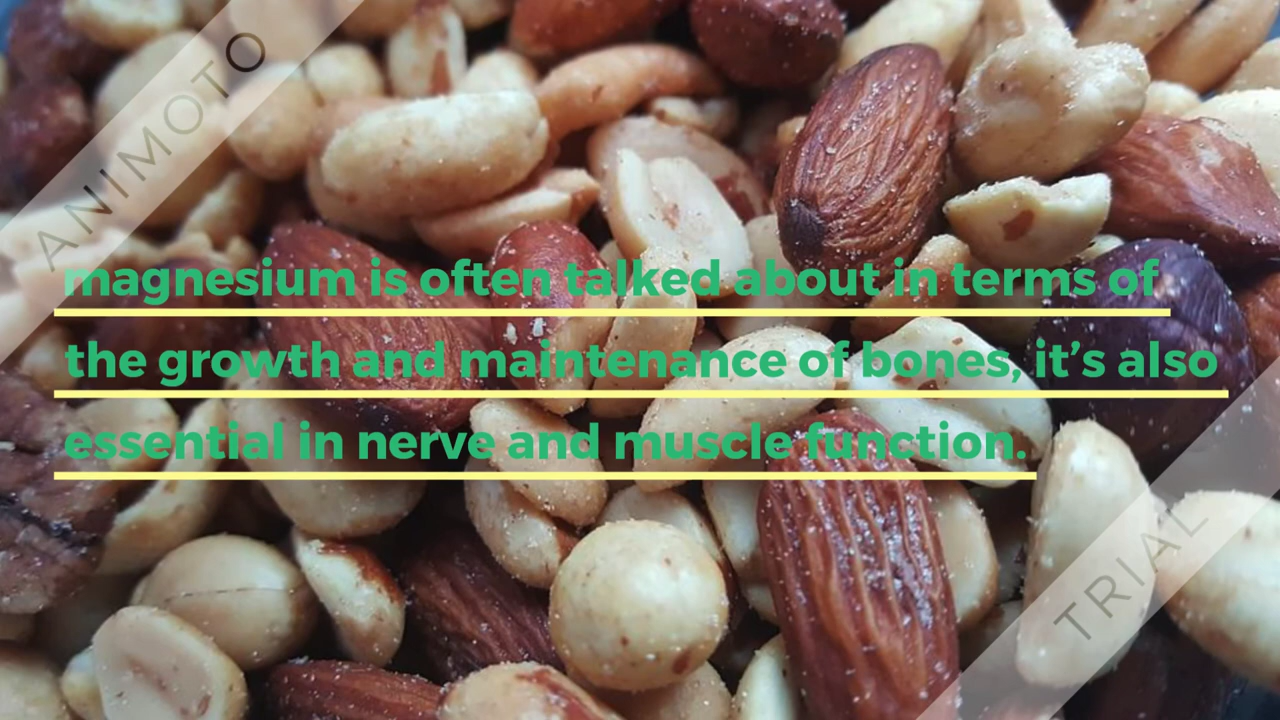 ANIMOTO
magnesium is often talked about in terms of
the growth and maintenance of bones, it’s also
essential in nerve and muscle function.
TRIAL